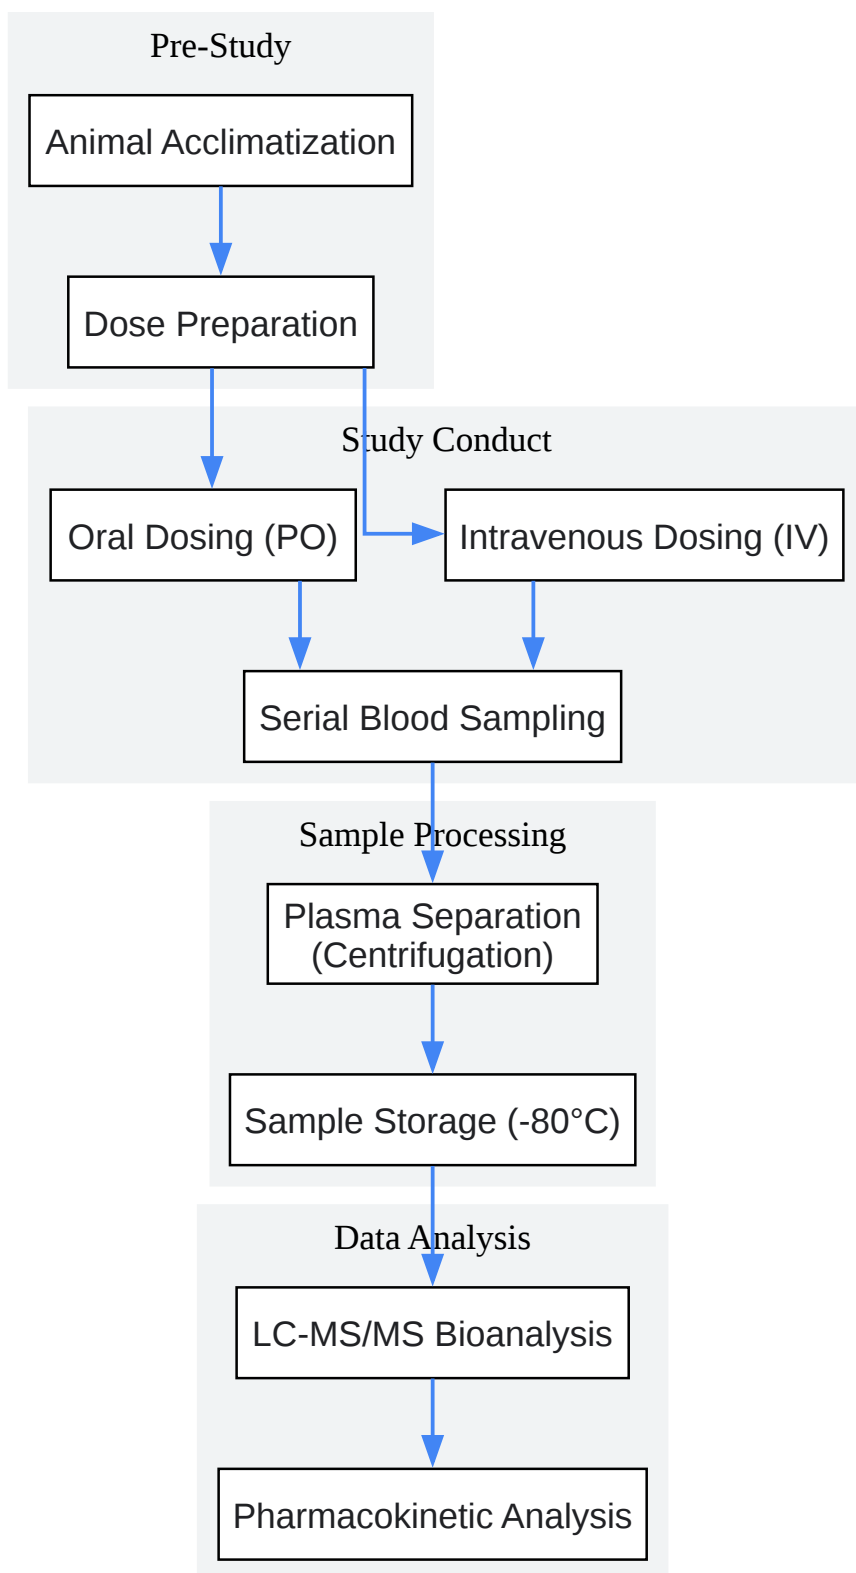 Pre-Study
Animal Acclimatization
Dose Preparation
Study Conduct
Oral Dosing (PO)
Intravenous Dosing (IV)
Serial Blood Sampling
Sample Processing
Plasma Separation
(Centrifugation)
Sample Storage (-80°C)
Data Analysis
LC-MS/MS Bioanalysis
Pharmacokinetic Analysis